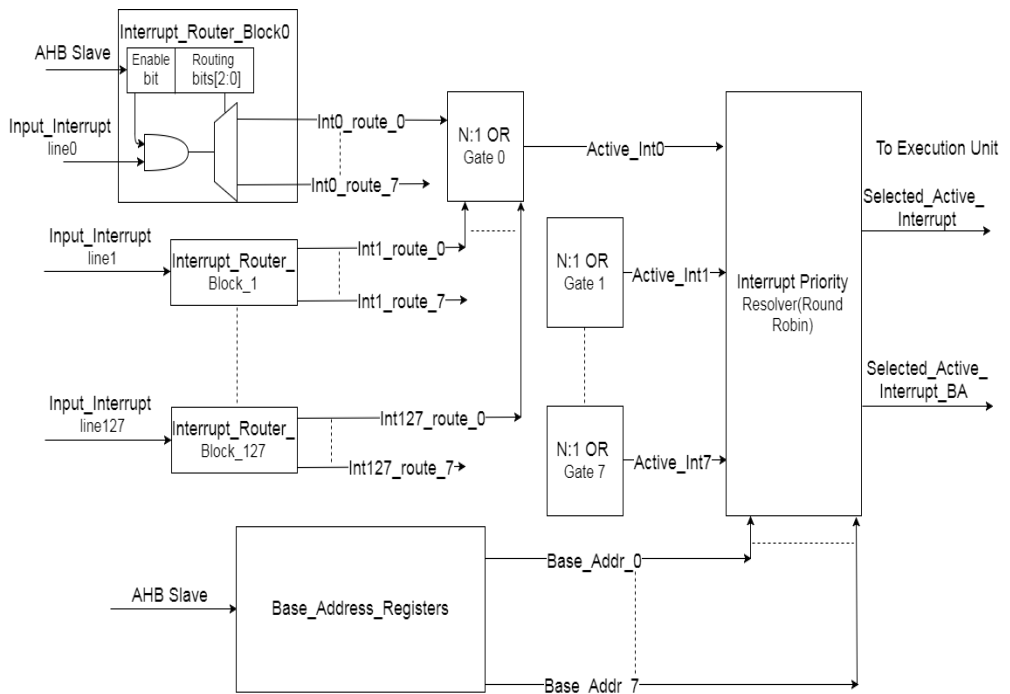 Interrupt_Router_Block0
AHB Slave
Enable
bit
Routing
bits[2:0]
Input_Interrupt
line0
Int0_route_0
Int0_route_7
N:1 OR
Gate 0
Active_Int0
To Execution Unit
Selected_Active_
Interrupt
Input_Interrupt
line1
Interrupt_Router_
Block_1
Int1_route_0
Int1_route_7
N:1 OR
Gate 1
Active_Int1
Interrupt Priority
Resolver(Round
Robin)
Selected_Active_
Interrupt_BA
Input_Interrupt
line127
Interrupt_Router_
Block_127
Int127_route_0
Int127_route_7
N:1 OR
Gate 7
Active_Int7
AHB Slave
Base_Address_Registers
Base_Addr_0
Base_Addr_7